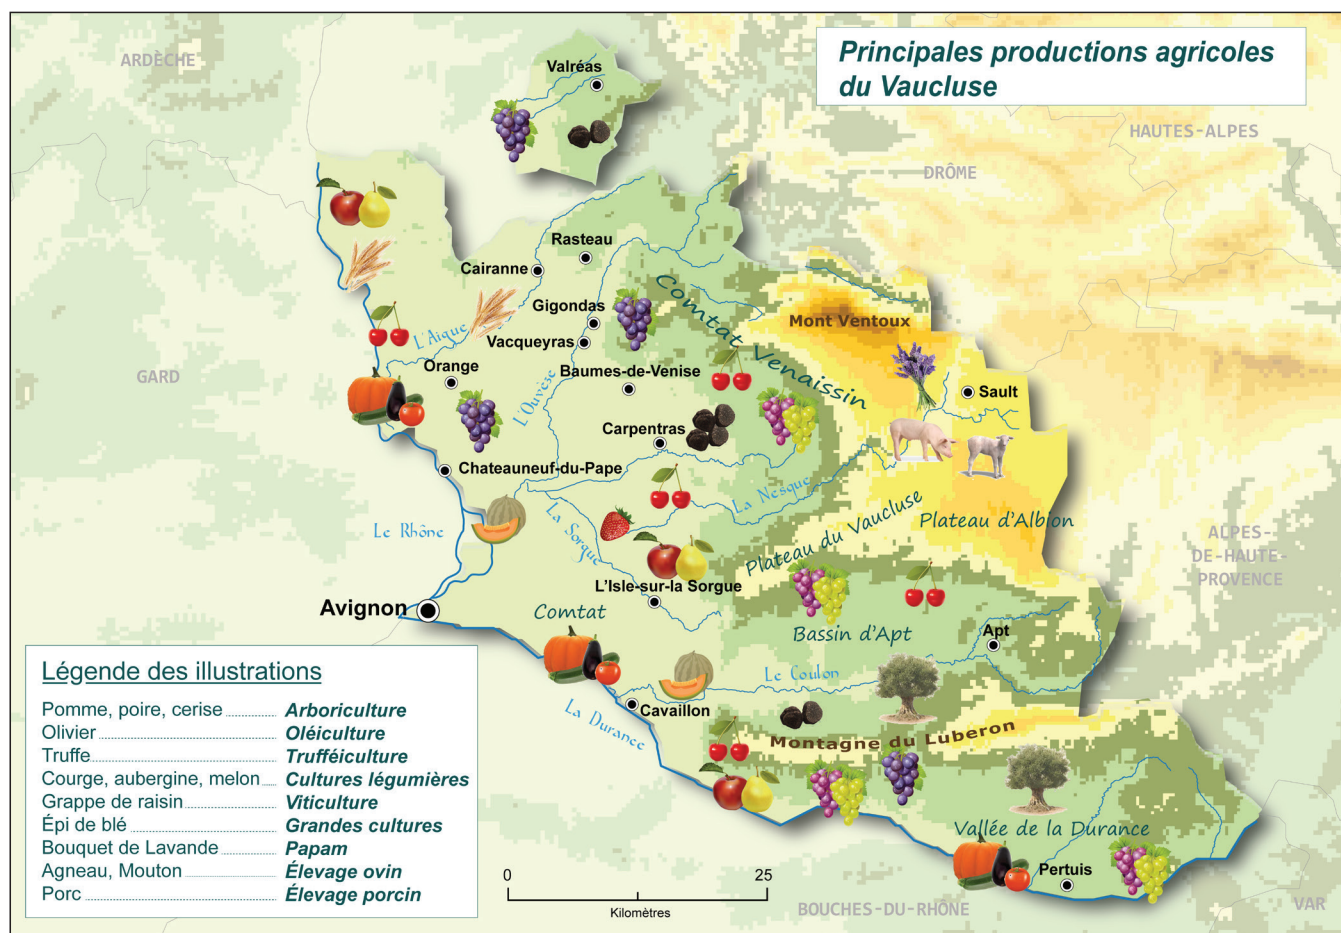 Principales productions agricoles
du Vaucluse
ARDÈCHE
Valréas
HAUTES-ALPES
DRÔME
Rasteau
Cairanne
Comtat Venaissin
Gigondas
Mont Ventoux
L'Aigue
Vacqueyras
GARD
Orange
Baumes-de-Venise
L'Ouvèse
Sault
Carpentras
Chateauneuf-du-Pape
La Nesque
Le Rhône
La Sorgue
Plateau du Vaucluse
Plateau d'Albion
ALPES-
DE-HAUTE-
PROVENCE
L'Isle-sur-la Sorgue
Avignon
Comtat
Bassin d'Apt
Apt
Le Coulon
La Durance
Cavaillon
Montagne du Luberon
Vallée de la Durance
Pertuis
BOUCHES-DU-RHÔNE
VAR
Légende des illustrations
Pomme, poire, cerise Arboriculture
Olivier Oléiculture
Truffe Trufféiculture
Courge, aubergine, melon Cultures légumières
Grappe de raisin Viticulture
Épi de blé Grandes cultures
Bouquet de Lavande Papam
Agneau, Mouton Élevage ovin
Porc Élevage porcin
0 25
Kilomètres